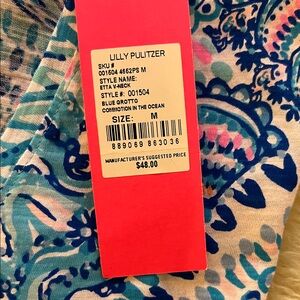 LILLY PULITZER
SKU #
001504 4562PS M
STYLE NAME:
ETTA V-NECK
STYLE #: 001504
BLUE GROTTO
COMMOTION IN THE OCEAN
SIZE: M
889069 863036
MANUFACTURER'S SUGGESTED PRICE
$48.00